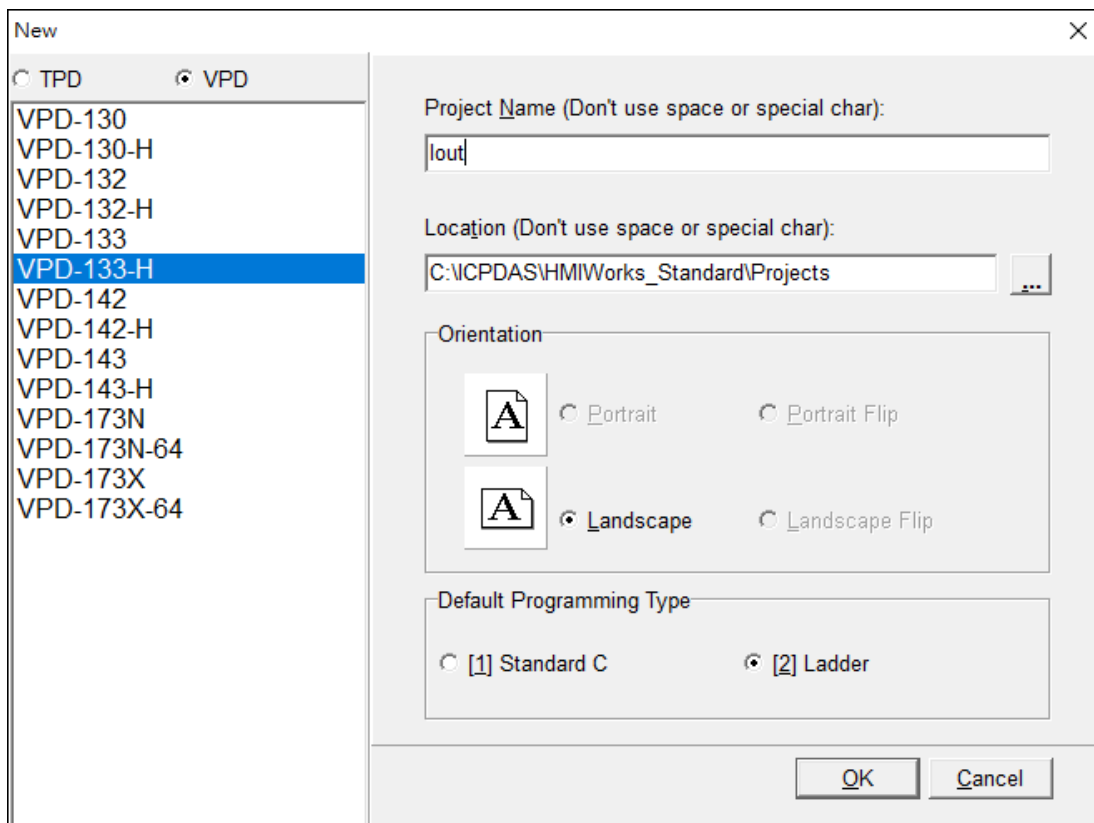 New
TPD VPD
VPD-130
VPD-130-H
VPD-132
VPD-132-H
VPD-133
VPD-133-H
VPD-142
VPD-142-H
VPD-143
VPD-143-H
VPD-173N
VPD-173N-64
VPD-173X
VPD-173X-64
Project Name (Don't use space or special char):
Iout
Location (Don't use space or special char):
C:\ICPDAS\HMIWorks_Standard\Projects
...
Orientation
A Portrait Portrait Flip
A Landscape Landscape Flip
Default Programming Type
[1] Standard C [2] Ladder
OK Cancel